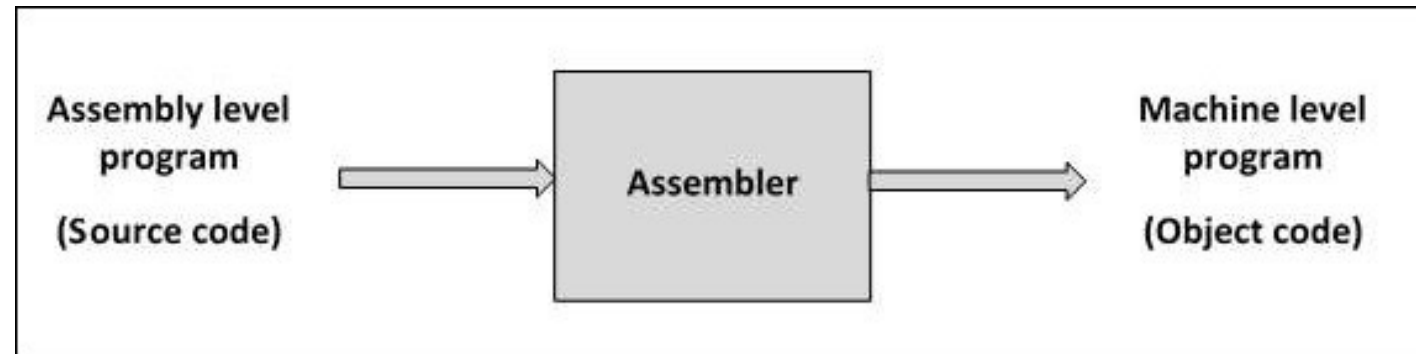 Assembly level
program
(Source code)
Assembler
Machine level
program
(Object code)